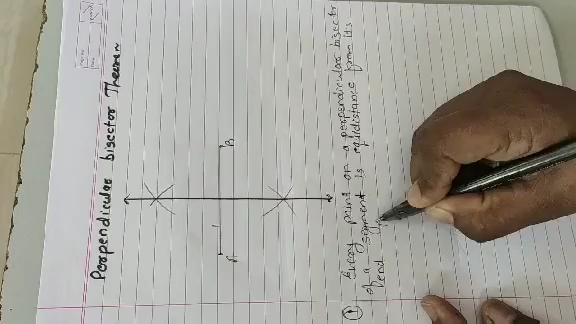 Perpendicular bisector Theorem
A B
① Every point on a perpendicular bisector
of a segment is equidistance from its
end